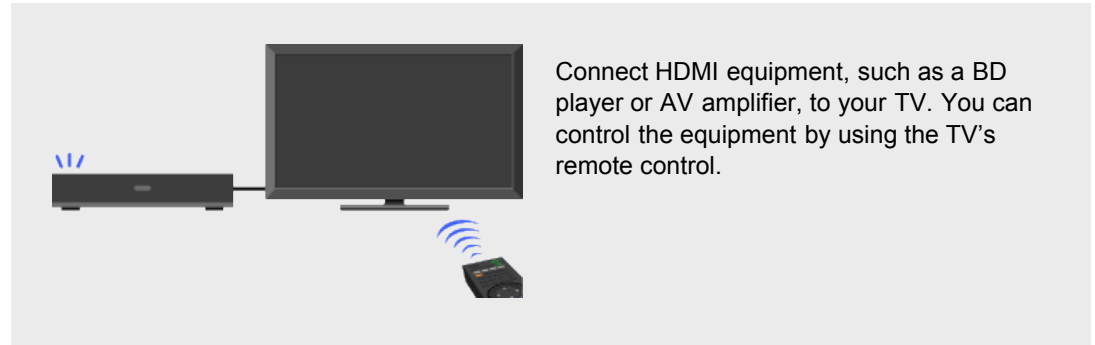 Connect HDMI equipment, such as a BD
player or AV amplifier, to your TV. You can
control the equipment by using the TV’s
remote control.